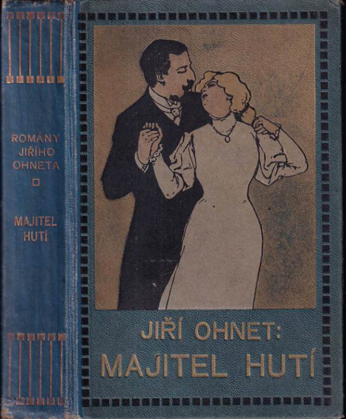 ROMÁNY
JIŘÍHO
OHNETA
MAJITEL
HUTÍ
JIŘÍ OHNET:
MAJITEL HUTÍ